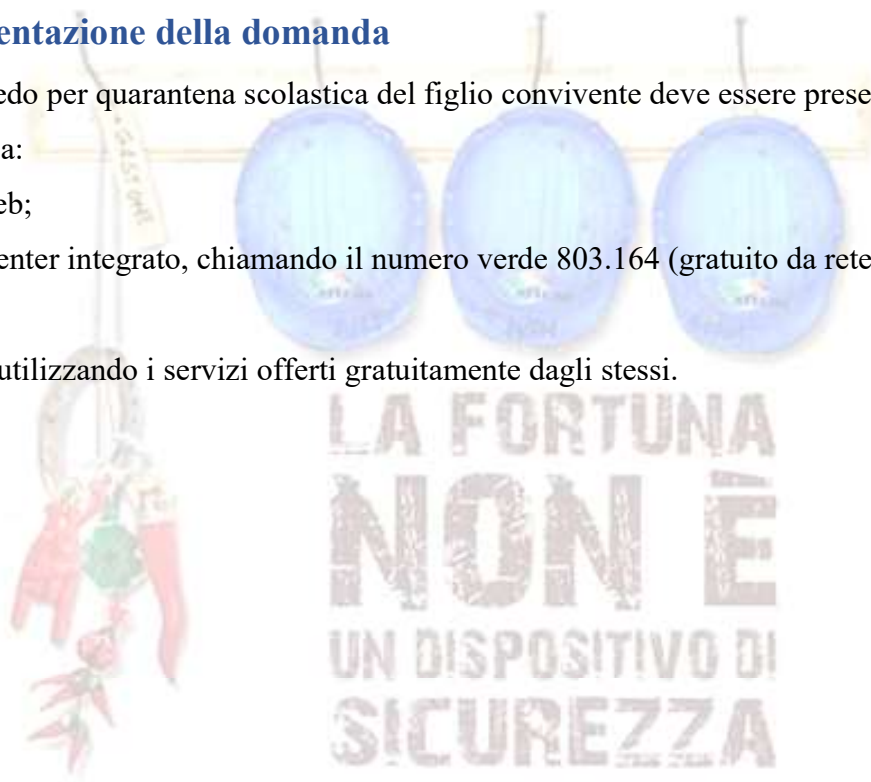 entazione della domanda
edo per quarantena scolastica del figlio convivente deve essere prese
a:
eb;
enter integrato, chiamando il numero verde 803.164 (gratuito da rete
utilizzando i servizi offerti gratuitamente dagli stessi.
LA FORTUNA
NON È
UN DISPOSITIVO DI
SICUREZZA